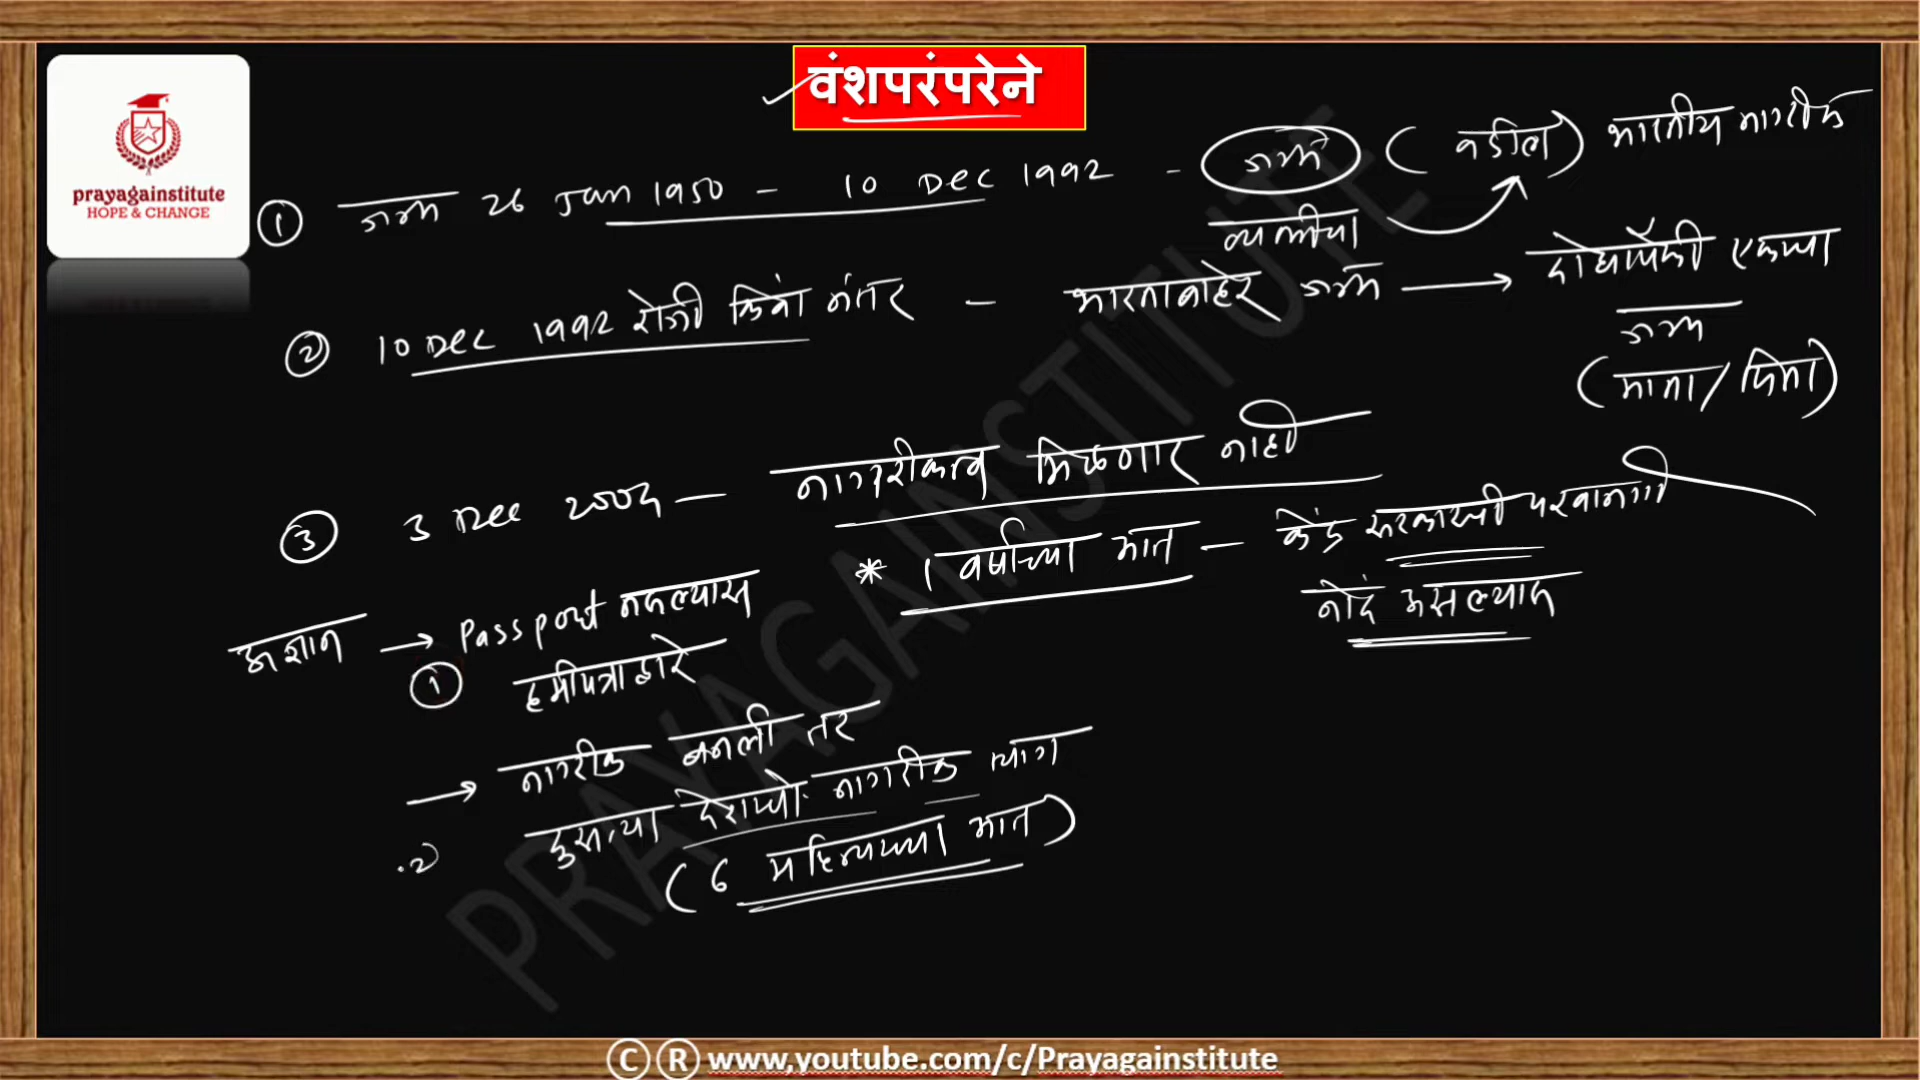 वंशपरंपरेने
prayagainstitute
HOPE & CHANGE
① जन्म 26 Jan 1950 - 10 Dec 1992 - जन्म (वडील) भारतीय नागरीक
व्यक्तीचा
② 10 Dec 1992 रोजी किंवा नंतर - भारताबाहेर जन्म → दोघांपैकी एकाचा
जन्म
(माता/पिता)
③ 3 Dec 2004 - नागरीकत्व मिळणार नाही
* 1 वर्षाच्या आत - केंद्र सरकारची परवानगी
नोंद असल्यास
अज्ञान → Passport नसल्यास
① हमीपत्राद्वारे
→ नागरीक बनली तर
.2 दुसऱ्या देशाचे नागरीक त्याग
(6 महिन्याच्या आत)
PRAYAGAINSTITUTE
Ⓒ Ⓡ www.youtube.com/c/Prayagainstitute